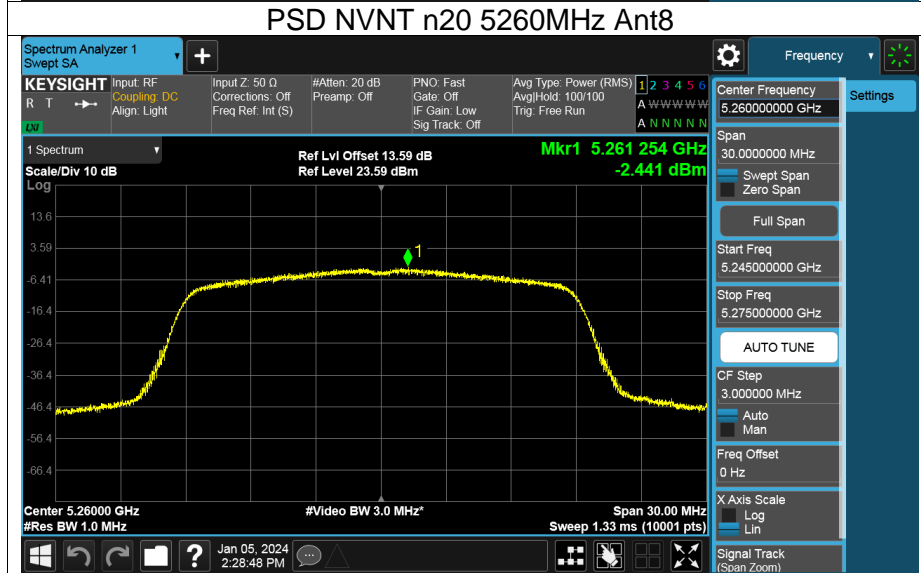 PSD NVNT n20 5260MHz Ant8
Spectrum Analyzer 1
Swept SA
+
Frequency
KEYSIGHT
R T
LXI
Input: RF
Coupling: DC
Align: Light
Input Z: 50 Ω
Corrections: Off
Freq Ref: Int (S)
#Atten: 20 dB
Preamp: Off
PNO: Fast
Gate: Off
IF Gain: Low
Sig Track: Off
Avg Type: Power (RMS)
Avg|Hold: 100/100
Trig: Free Run
1 2 3 4 5 6
A W W W W W
A N N N N N
Center Frequency
5.260000000 GHz
Settings
Span
30.0000000 MHz
Swept Span
Zero Span
Full Span
Start Freq
5.245000000 GHz
Stop Freq
5.275000000 GHz
AUTO TUNE
CF Step
3.000000 MHz
Auto
Man
Freq Offset
0 Hz
X Axis Scale
Log
Lin
Signal Track
(Span Zoom)
1 Spectrum
Scale/Div 10 dB
Log
Ref Lvl Offset 13.59 dB
Ref Level 23.59 dBm
Mkr1 5.261 254 GHz
-2.441 dBm
13.6
3.59
-6.41
-16.4
-26.4
-36.4
-46.4
-56.4
-66.4
1
Center 5.26000 GHz
#Res BW 1.0 MHz
#Video BW 3.0 MHz*
Span 30.00 MHz
Sweep 1.33 ms (10001 pts)
?
Jan 05, 2024
2:28:48 PM